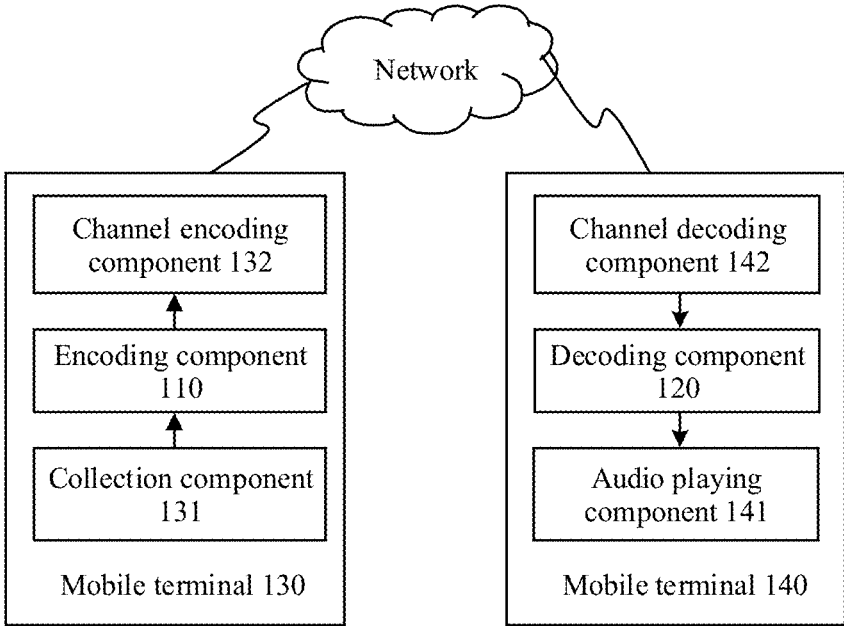 Network
Channel encoding
component 132
Encoding component
110
Collection component
131
Mobile terminal 130
Channel decoding
component 142
Decoding component
120
Audio playing
component 141
Mobile terminal 140